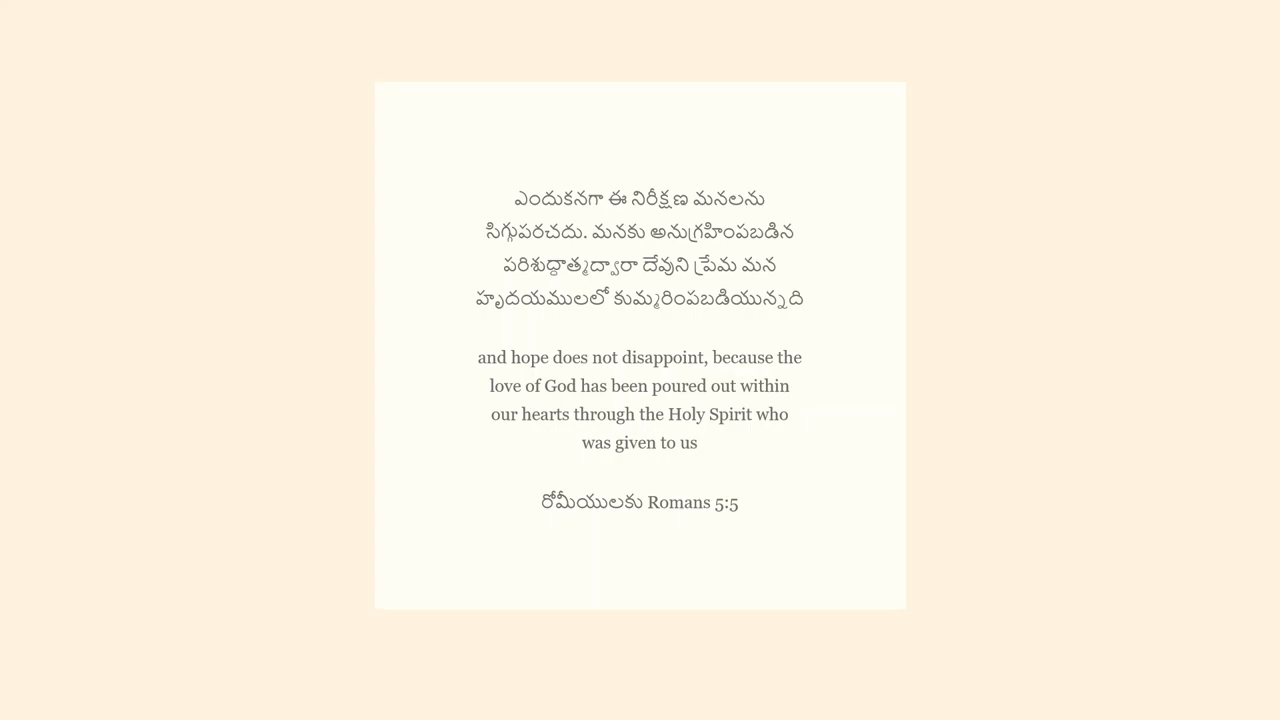 ఎందుకనగా ఈ నిరీక్షణ మనలను
సిగ్గుపరచదు. మనకు అనుగ్రహింపబడిన
పరిశుద్ధాత్మద్వారా దేవుని ప్రేమ మన
హృదయములలో కుమ్మరింపబడియున్నది
and hope does not disappoint, because the
love of God has been poured out within
our hearts through the Holy Spirit who
was given to us
రోమీయులకు Romans 5:5